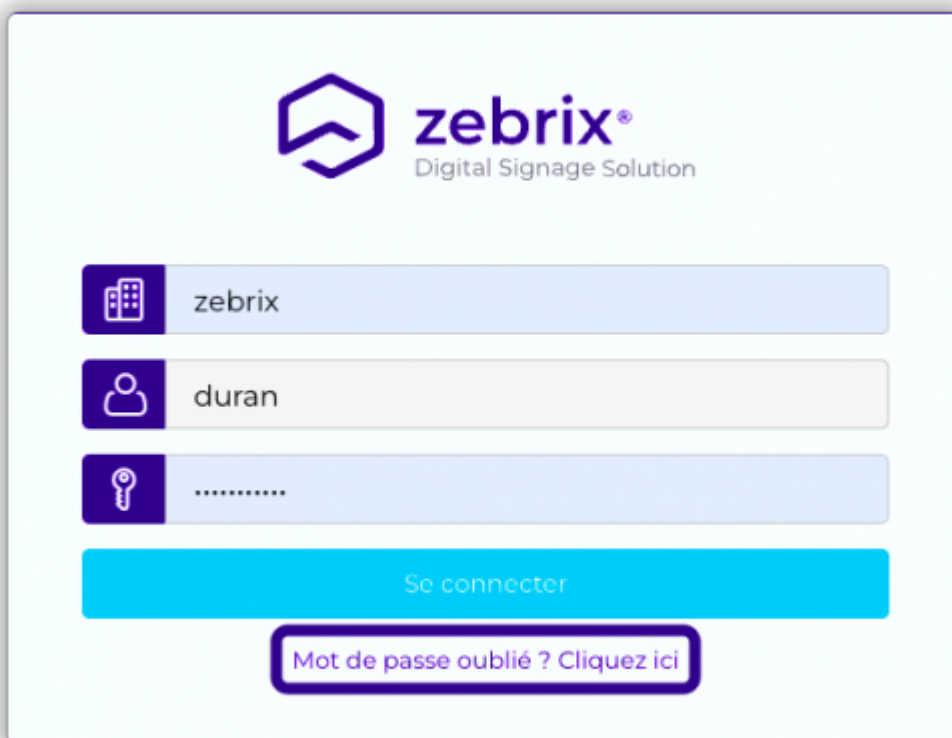 zebrix®
Digital Signage Solution
zebrix
duran
...........
Se connecter
Mot de passe oublié ? Cliquez ici